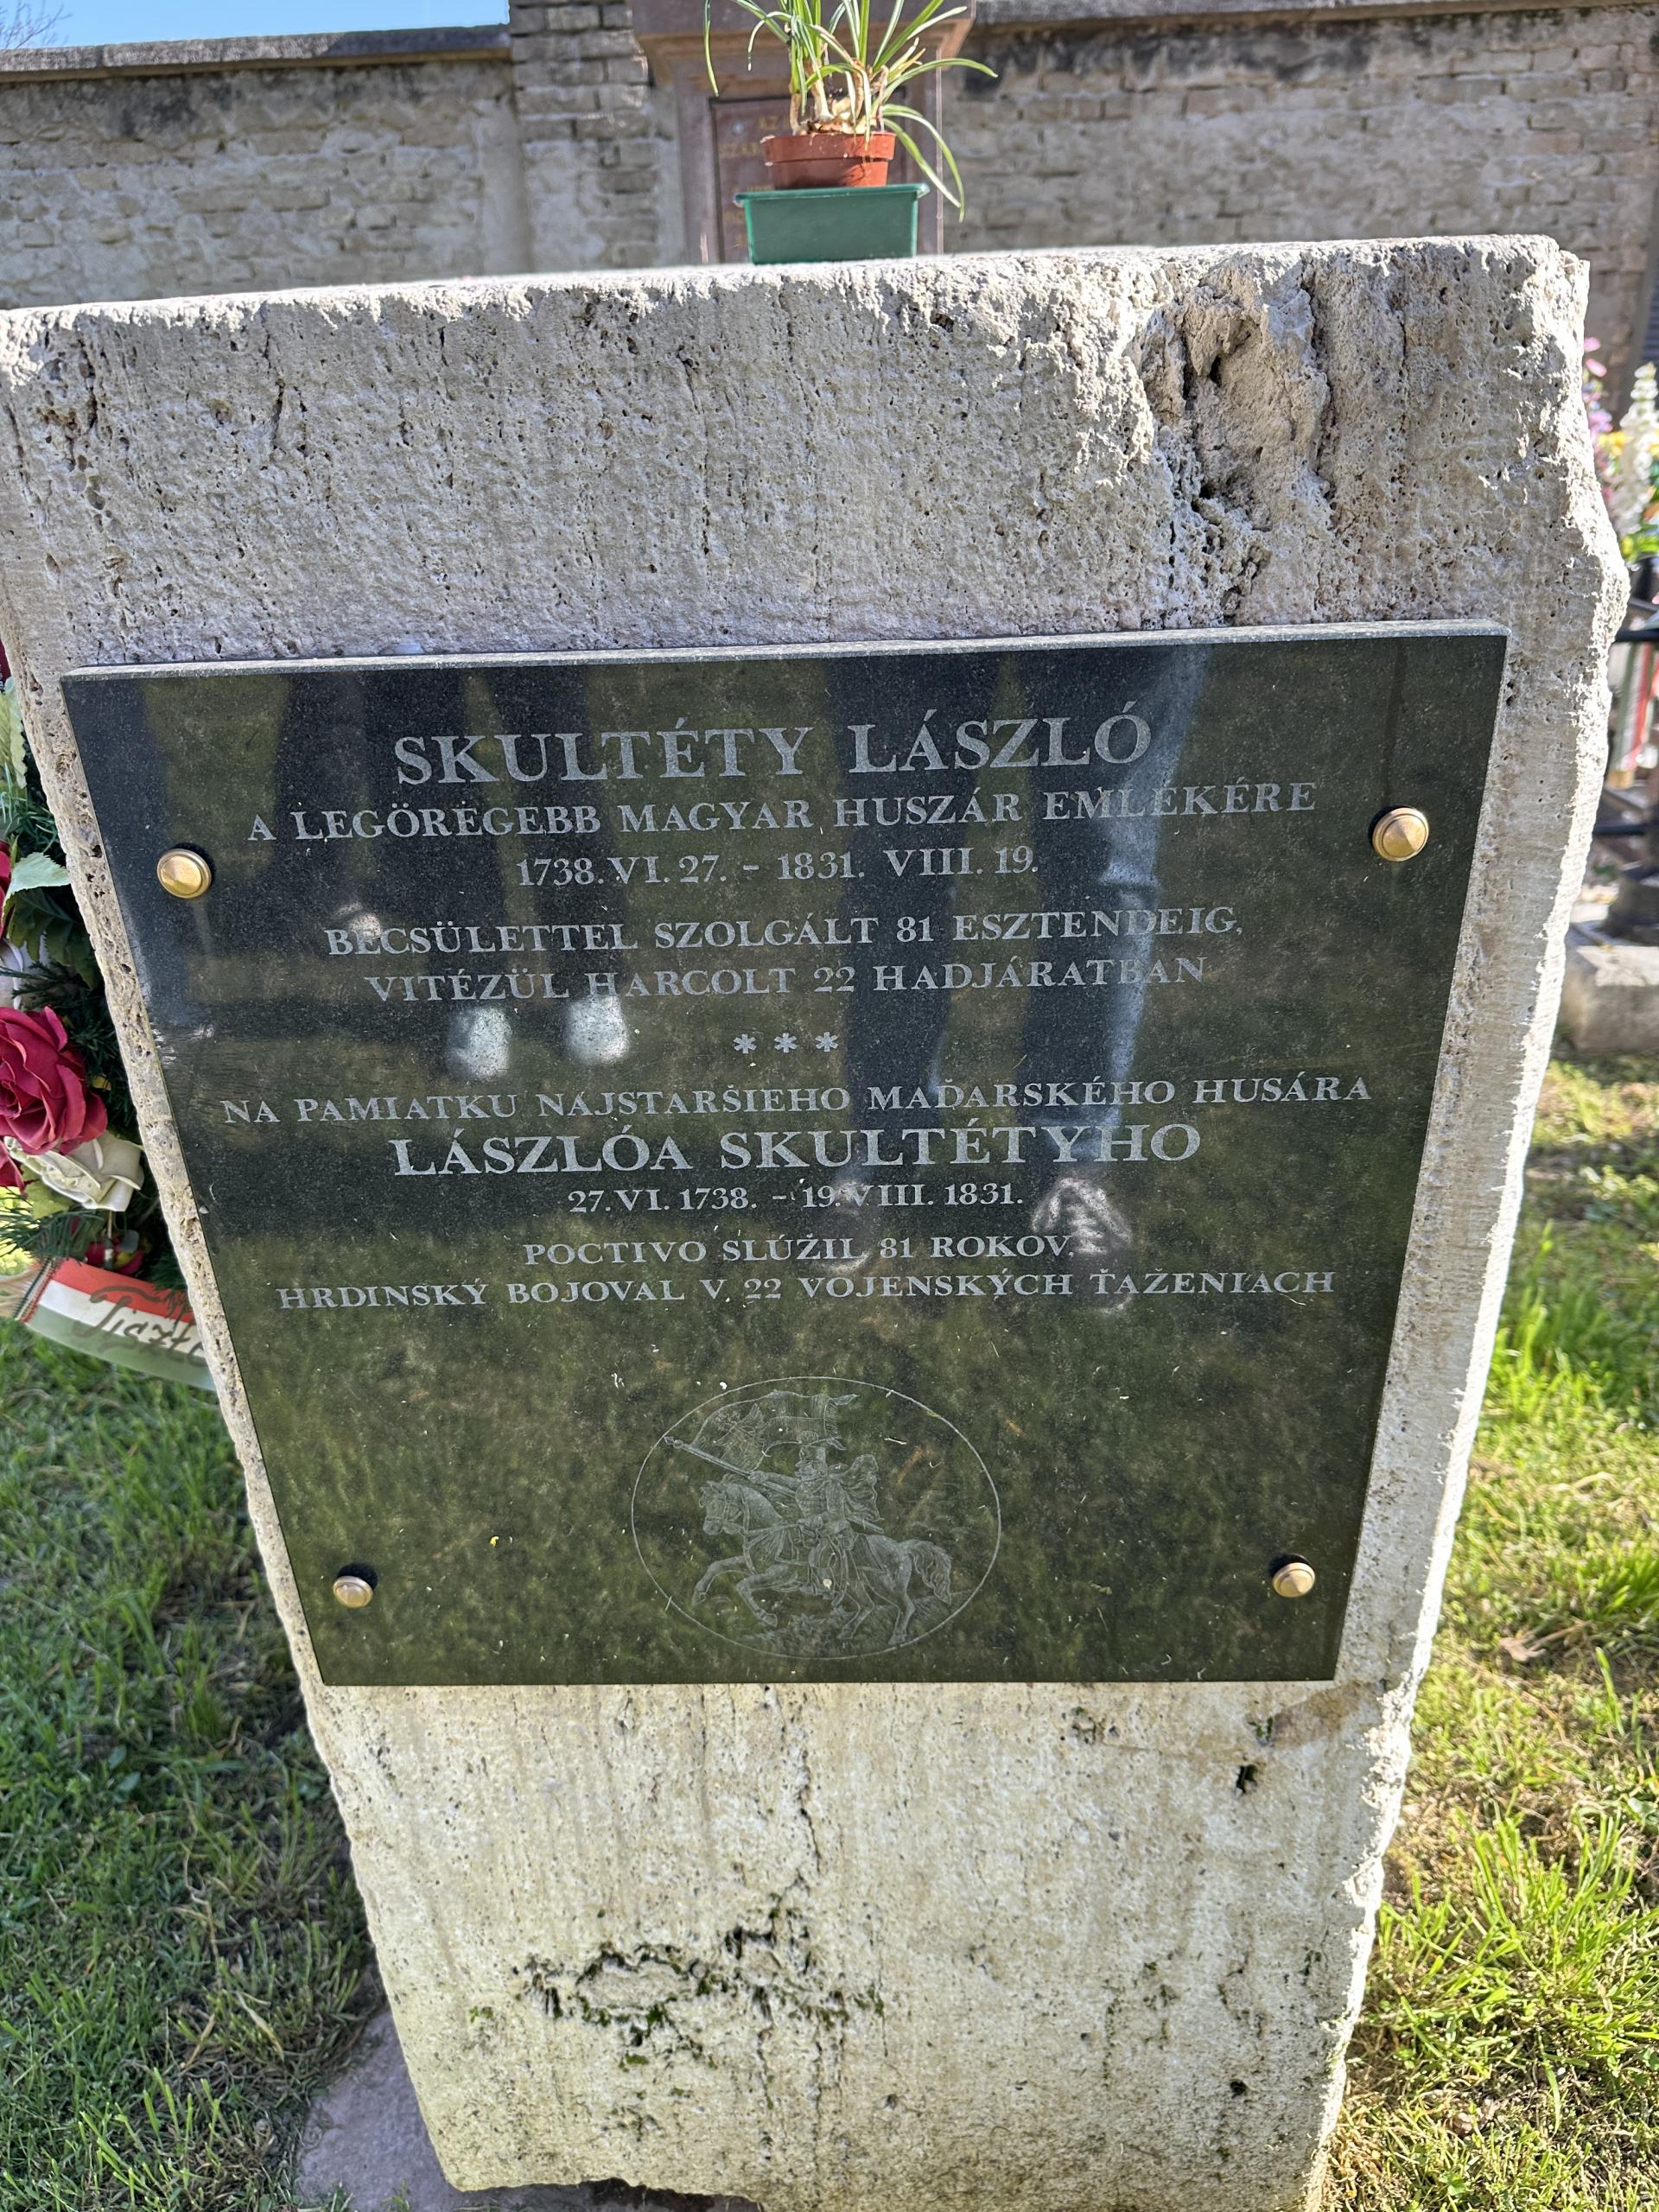 SKULTÉTY LÁSZLÓ
A LEGÖREGEBB MAGYAR HUSZÁR EMLÉKÉRE
1738. VI. 27. - 1831. VIII. 19.
BECSÜLETTEL SZOLGÁLT 81 ESZTENDEIG,
VITÉZÜL HARCOLT 22 HADJÁRATBAN
* * *
NA PAMIATKU NAJSTARŠIEHO MAĎARSKÉHO HUSÁRA
LÁSZLÓA SKULTÉTYHO
27. VI. 1738. - 19. VIII. 1831.
POCTIVO SLÚŽIL 81 ROKOV,
HRDINSKÝ BOJOVAL V 22 VOJENSKÝCH ŤAŽENIACH